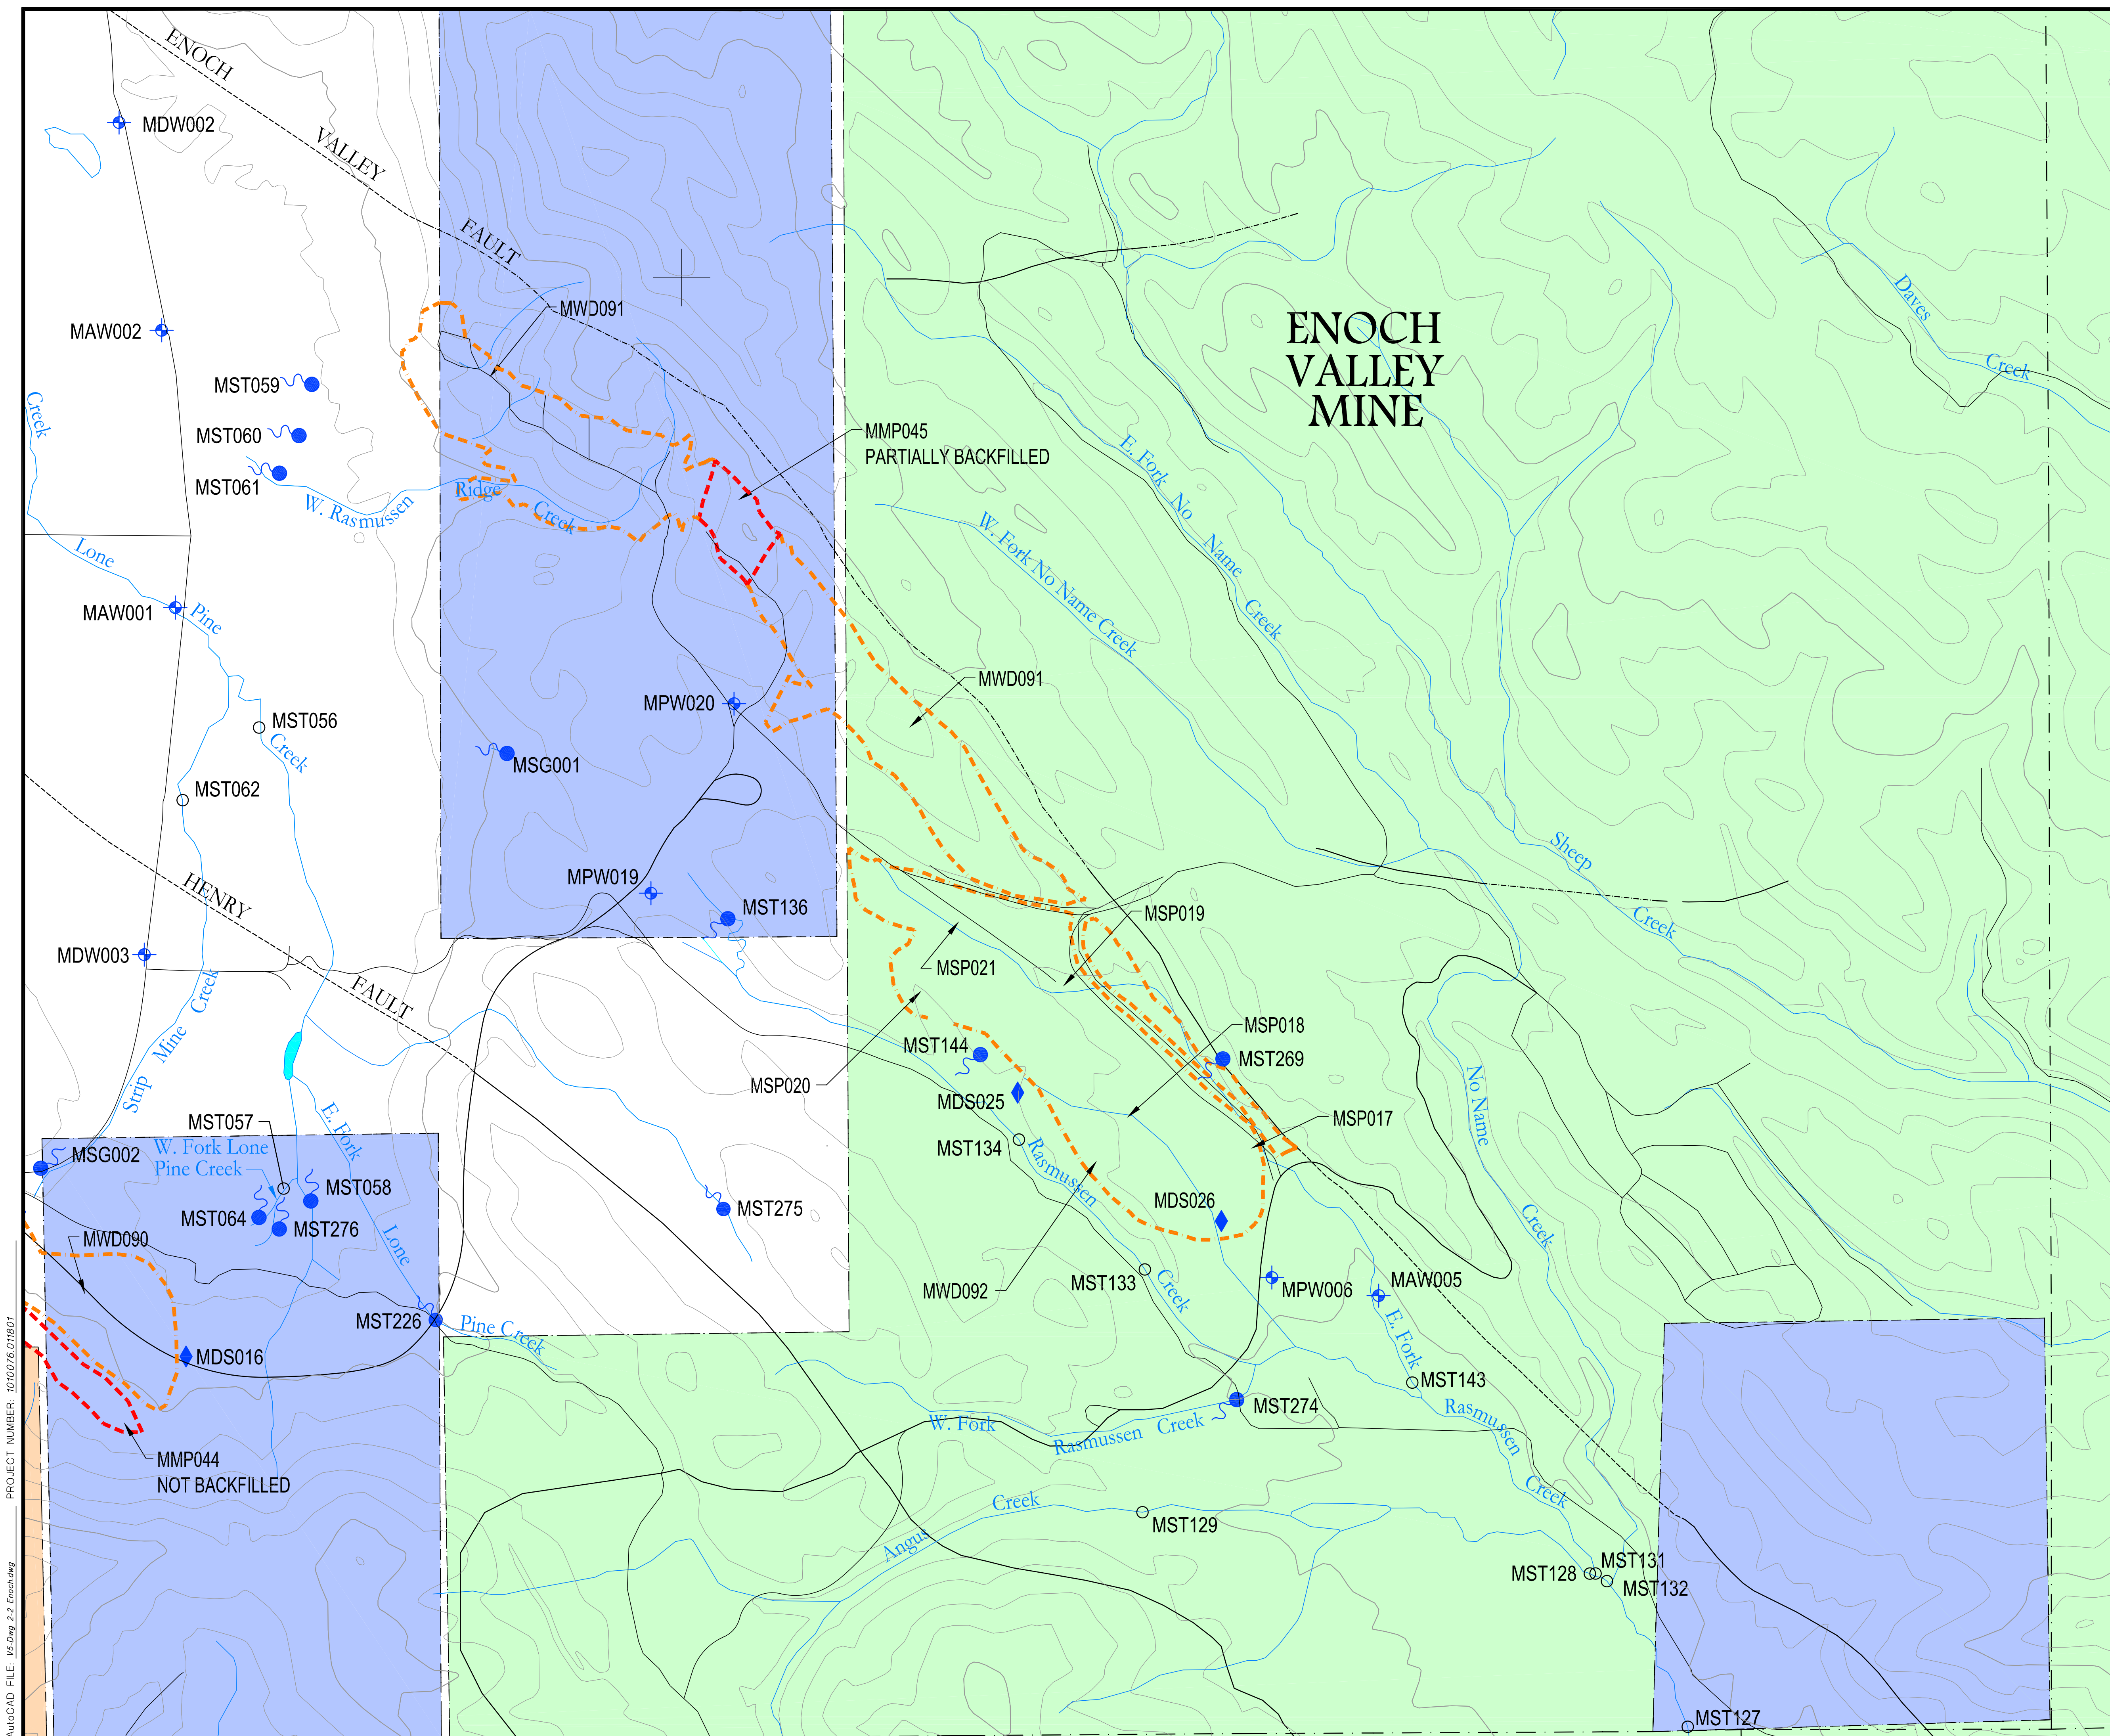 ENOCH
VALLEY
FAULT
MDW002
MAW002
MWD091
MST059
MST060
MST061
W. Rasmussen
Ridge
Creek
Creek
Lone
Pine
Creek
MAW001
MST056
MST062
MMP045
PARTIALLY BACKFILLED
ENOCH
VALLEY
MINE
Daves
Creek
E. Fork No Name
Creek
W. Fork No Name Creek
MWD091
MPW020
MSG001
MPW019
MST136
HENRY
FAULT
MDW003
Strip Mine Creek
MSP019
MSP021
MSP020
MST144
MSP018
MST269
MDS025
MST134
MSP017
Rasmussen
Creek
MDS026
MWD092
MST133
MPW006
MAW005
Sheep
Creek
No Name
Creek
MST057
W. Fork Lone
Pine Creek
MSG002
MST058
MST064
MST276
E. Fork
Lone
Pine Creek
MST275
MWD090
MST226
MDS016
MMP044
NOT BACKFILLED
E. Fork
Rasmussen
Creek
MST143
MST274
W. Fork
Rasmussen Creek
Angus
Creek
MST129
MST128
MST131
MST132
MST127
AutoCAD FILE: V5-Dwg 2-2 Enoch.dwg PROJECT NUMBER: 1010076.011801